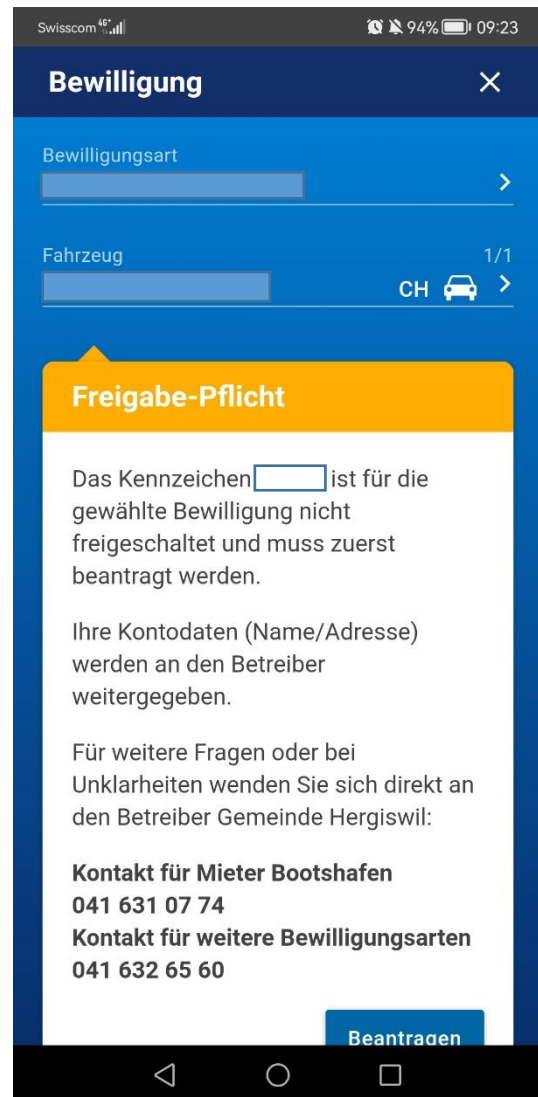 Swisscom 4G+ 94% 09:23
Bewilligung
Bewilligungsart
Fahrzeug 1/1
CH
Freigabe-Pflicht
Das Kennzeichen ist für die
gewählte Bewilligung nicht
freigeschaltet und muss zuerst
beantragt werden.
Ihre Kontodaten (Name/Adresse)
werden an den Betreiber
weitergegeben.
Für weitere Fragen oder bei
Unklarheiten wenden Sie sich direkt an
den Betreiber Gemeinde Hergiswil:
Kontakt für Mieter Bootshafen
041 631 07 74
Kontakt für weitere Bewilligungsarten
041 632 65 60
Beantragen